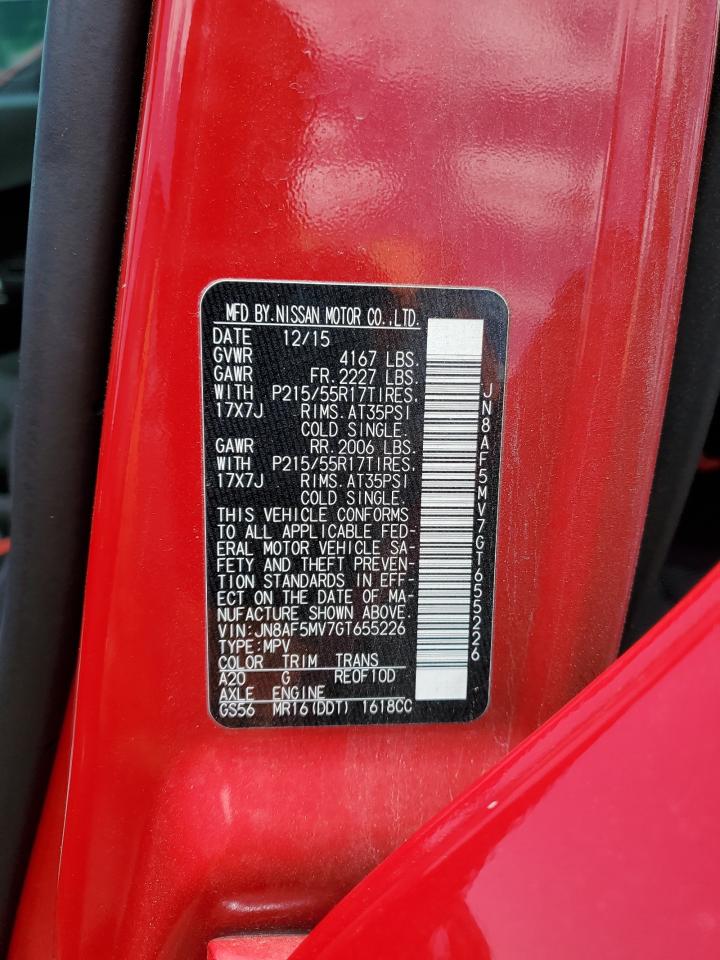 MFD BY.NISSAN MOTOR CO.,LTD.
DATE 12/15
GVWR 4167 LBS.
GAWR FR.2227 LBS.
WITH P215/55R17TIRES.
17X7J RIMS.AT35PSI
COLD SINGLE.
GAWR RR.2006 LBS.
WITH P215/55R17TIRES.
17X7J RIMS.AT35PSI
COLD SINGLE.
THIS VEHICLE CONFORMS
TO ALL APPLICABLE FED-
ERAL MOTOR VEHICLE SA-
FETY AND THEFT PREVEN-
TION STANDARDS IN EFF-
ECT ON THE DATE OF MA-
NUFACTURE SHOWN ABOVE.
VIN:JN8AF5MV7GT655226
TYPE:MPV
COLOR TRIM TRANS
A20 G RE0F10D
AXLE ENGINE
GS56 MR16(DDT) 1618CC
JN8AF5MV7GT655226